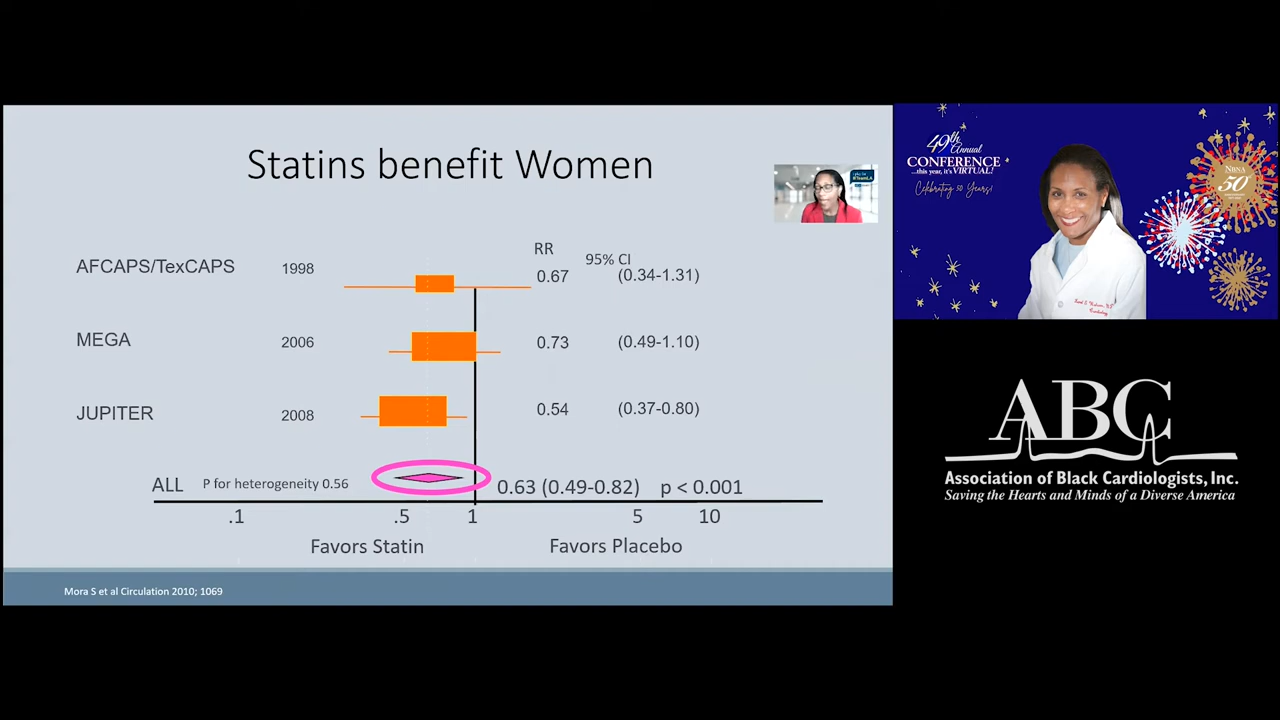 Statins benefit Women
RR
95% CI
AFCAPS/TexCAPS 1998 0.67 (0.34-1.31)
MEGA 2006 0.73 (0.49-1.10)
JUPITER 2008 0.54 (0.37-0.80)
ALL P for heterogeneity 0.56 0.63 (0.49-0.82) p < 0.001
.1 .5 1 5 10
Favors Statin Favors Placebo
Mora S et al Circulation 2010; 1069
49th Annual
CONFERENCE
...this year, it's VIRTUAL!
Celebrating 50 Years!
NBNA
50
ABC
Association of Black Cardiologists, Inc.
Saving the Hearts and Minds of a Diverse America